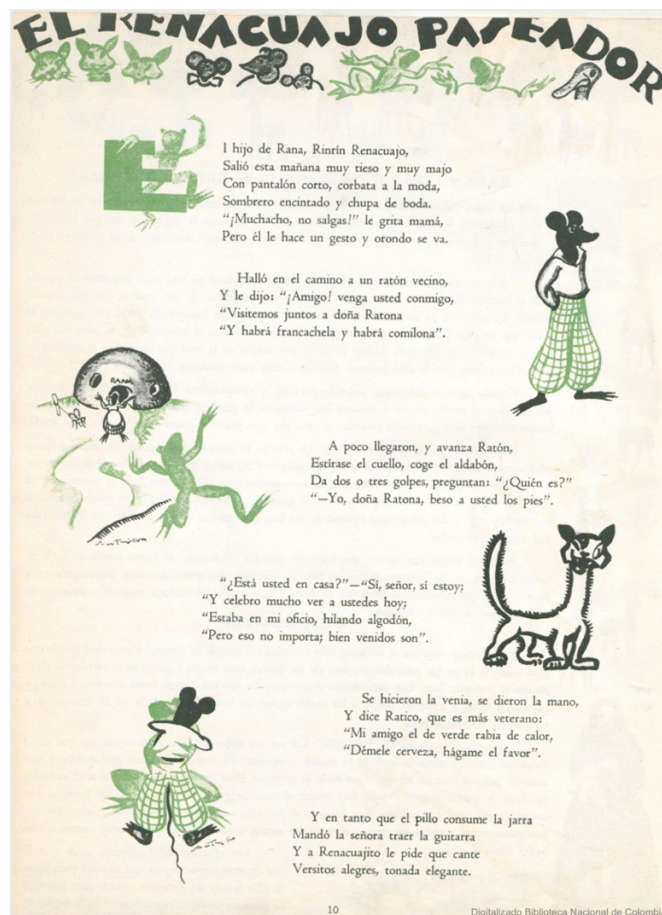 EL RENACUAJO PASEADOR
El hijo de Rana, Rinrín Renacuajo,
Salió esta mañana muy tieso y muy majo
Con pantalón corto, corbata a la moda,
Sombrero encintado y chupa de boda.
“¡Muchacho, no salgas!” le grita mamá,
Pero él le hace un gesto y orondo se va.
Halló en el camino a un ratón vecino,
Y le dijo: “¡Amigo! venga usted conmigo,
“Visitemos juntos a doña Ratona
“Y habrá francachela y habrá comilona”.
RANA
A poco llegaron, y avanza Ratón,
Estírase el cuello, coge el aldabón,
Da dos o tres golpes, preguntan: “¿Quién es?”
“—Yo, doña Ratona, beso a usted los pies”.
“¿Está usted en casa?”—“Sí, señor, sí estoy;
“Y celebro mucho ver a ustedes hoy;
“Estaba en mi oficio, hilando algodón,
“Pero eso no importa; bien venidos son”.
Se hicieron la venia, se dieron la mano,
Y dice Ratico, que es más veterano:
“Mi amigo el de verde rabia de calor,
“Démele cerveza, hágame el favor”.
Y en tanto que el pillo consume la jarra
Mandó la señora traer la guitarra
Y a Renacuajito le pide que cante
Versitos alegres, tonada elegante.
10
Digitalizado Biblioteca Nacional de Colombia